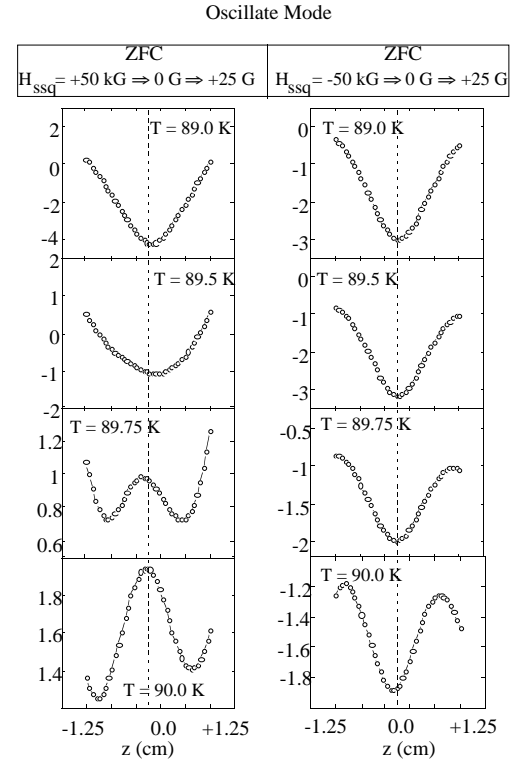 Oscillate Mode
ZFC
H_ssq = +50 kG ⇒ 0 G ⇒ +25 G
ZFC
H_ssq = -50 kG ⇒ 0 G ⇒ +25 G
T = 89.0 K
2
0
-2
-4
T = 89.5 K
2
1
0
-1
-2
T = 89.75 K
1.2
1
0.8
0.6
T = 90.0 K
1.8
1.6
1.4
-1.25 0.0 +1.25
z (cm)
T = 89.0 K
0
-1
-2
-3
T = 89.5 K
0
-1
-2
-3
T = 89.75 K
-0.5
-1
-1.5
-2
T = 90.0 K
-1.2
-1.4
-1.6
-1.8
-1.25 0.0 +1.25
z (cm)